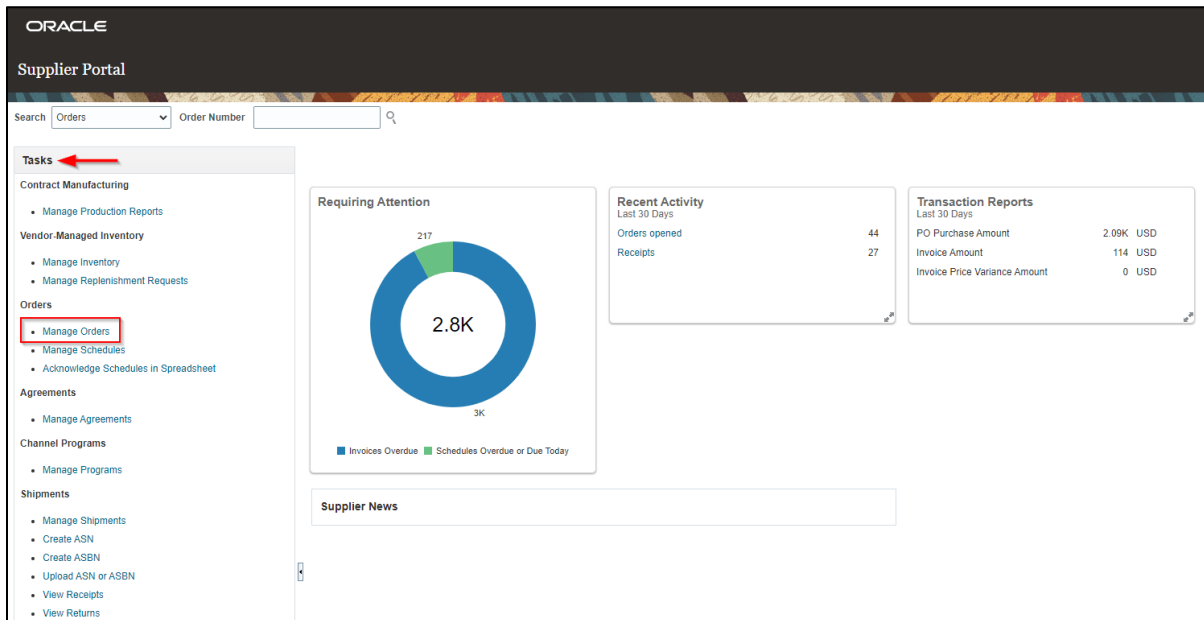 ORACLE
Supplier Portal
Search Orders Order Number
Tasks
Contract Manufacturing
Manage Production Reports
Vendor-Managed Inventory
Manage Inventory
Manage Replenishment Requests
Orders
Manage Orders
Manage Schedules
Acknowledge Schedules in Spreadsheet
Agreements
Manage Agreements
Channel Programs
Manage Programs
Shipments
Manage Shipments
Create ASN
Create ASBN
Upload ASN or ASBN
View Receipts
View Returns
Requiring Attention
217
2.8K
3K
Invoices Overdue Schedules Overdue or Due Today
Recent Activity
Last 30 Days
Orders opened 44
Receipts 27
Transaction Reports
Last 30 Days
PO Purchase Amount 2.09K USD
Invoice Amount 114 USD
Invoice Price Variance Amount 0 USD
Supplier News